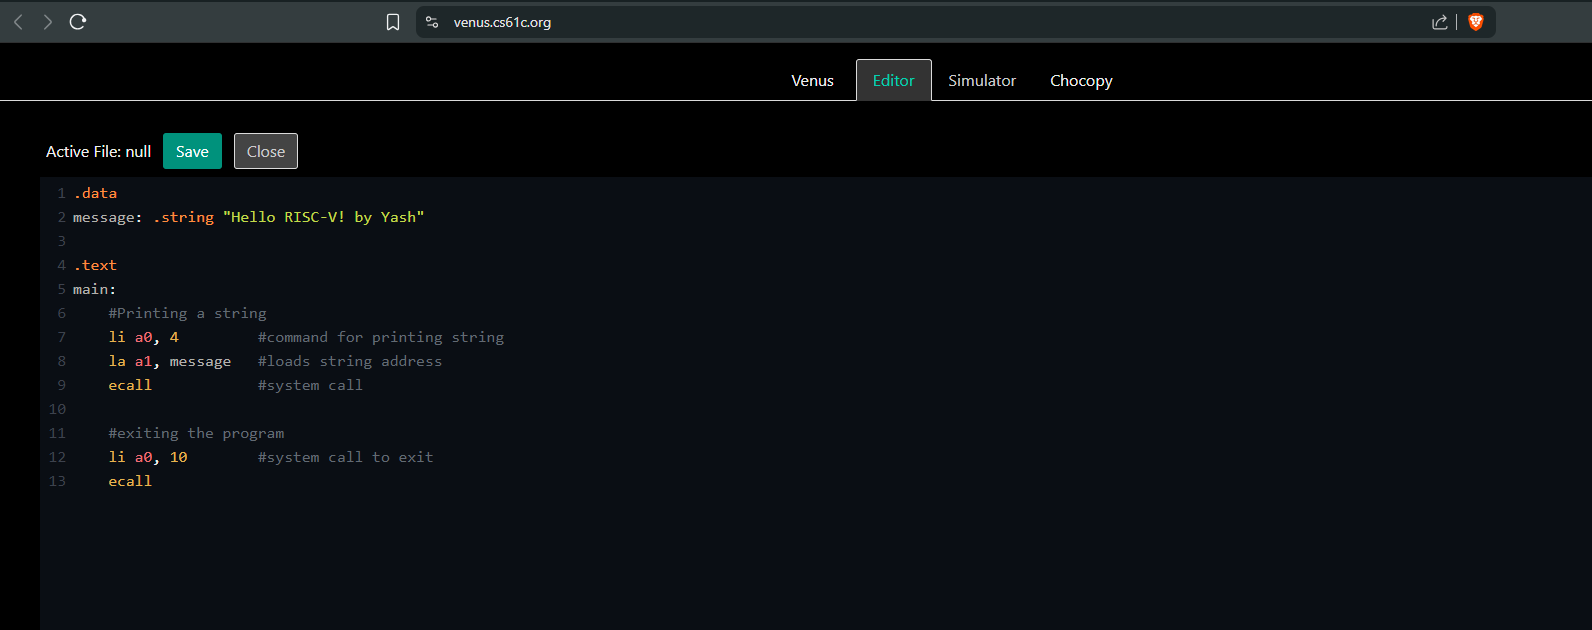 venus.cs61c.org
Venus Editor Simulator Chocopy
Active File: null Save Close
1 .data
2 message: .string "Hello RISC-V! by Yash"
3
4 .text
5 main:
6 #Printing a string
7 li a0, 4 #command for printing string
8 la a1, message #loads string address
9 ecall #system call
10
11 #exiting the program
12 li a0, 10 #system call to exit
13 ecall